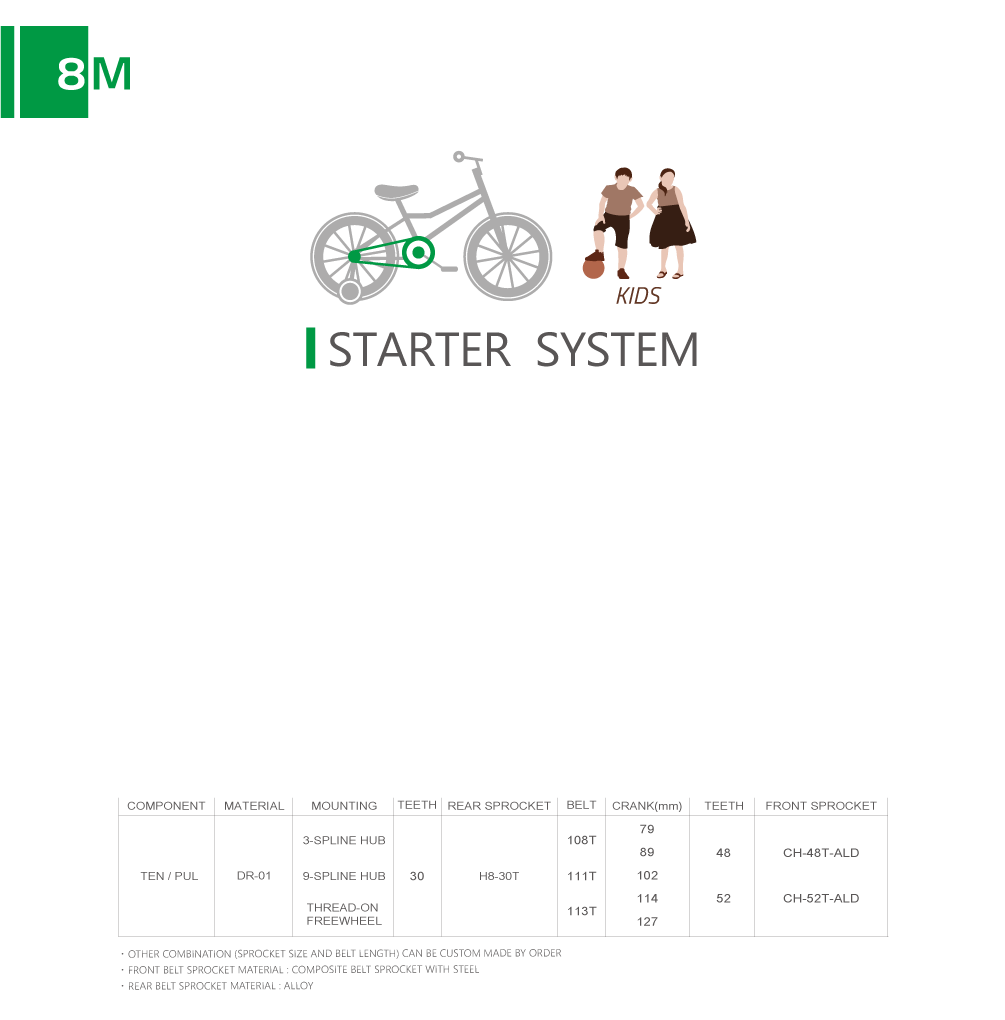 8M
KIDS
STARTER SYSTEM
COMPONENT MATERIAL MOUNTING TEETH REAR SPROCKET BELT CRANK(mm) TEETH FRONT SPROCKET
79
3-SPLINE HUB 108T
89 48 CH-48T-ALD
TEN / PUL DR-01 9-SPLINE HUB 30 H8-30T 111T 102
114 52 CH-52T-ALD
THREAD-ON 113T
FREEWHEEL 127
・OTHER COMBINATION (SPROCKET SIZE AND BELT LENGTH) CAN BE CUSTOM MADE BY ORDER
・FRONT BELT SPROCKET MATERIAL : COMPOSITE BELT SPROCKET WITH STEEL
・REAR BELT SPROCKET MATERIAL : ALLOY